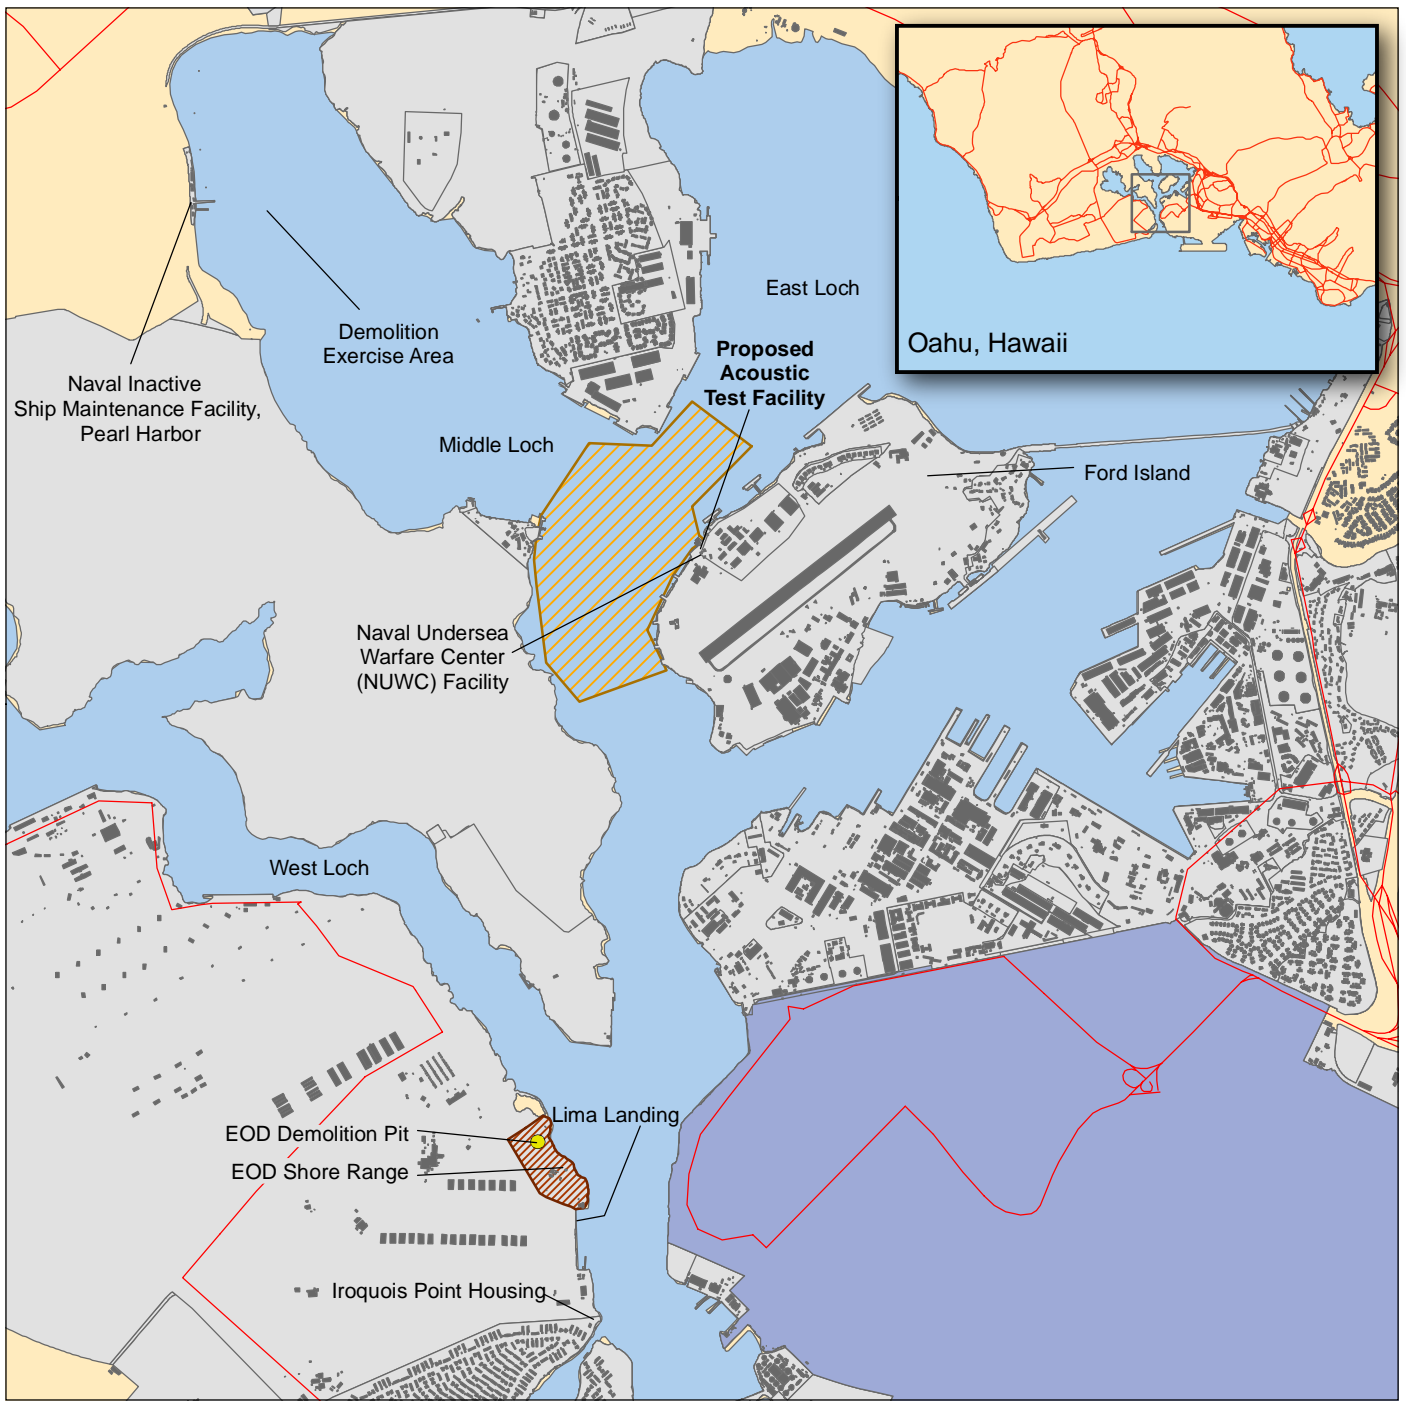 Oahu, Hawaii
East Loch
Demolition
Exercise Area
Proposed
Acoustic
Test Facility
Naval Inactive
Ship Maintenance Facility,
Pearl Harbor
Middle Loch
Ford Island
Naval Undersea
Warfare Center
(NUWC) Facility
West Loch
Lima Landing
EOD Demolition Pit
EOD Shore Range
Iroquois Point Housing